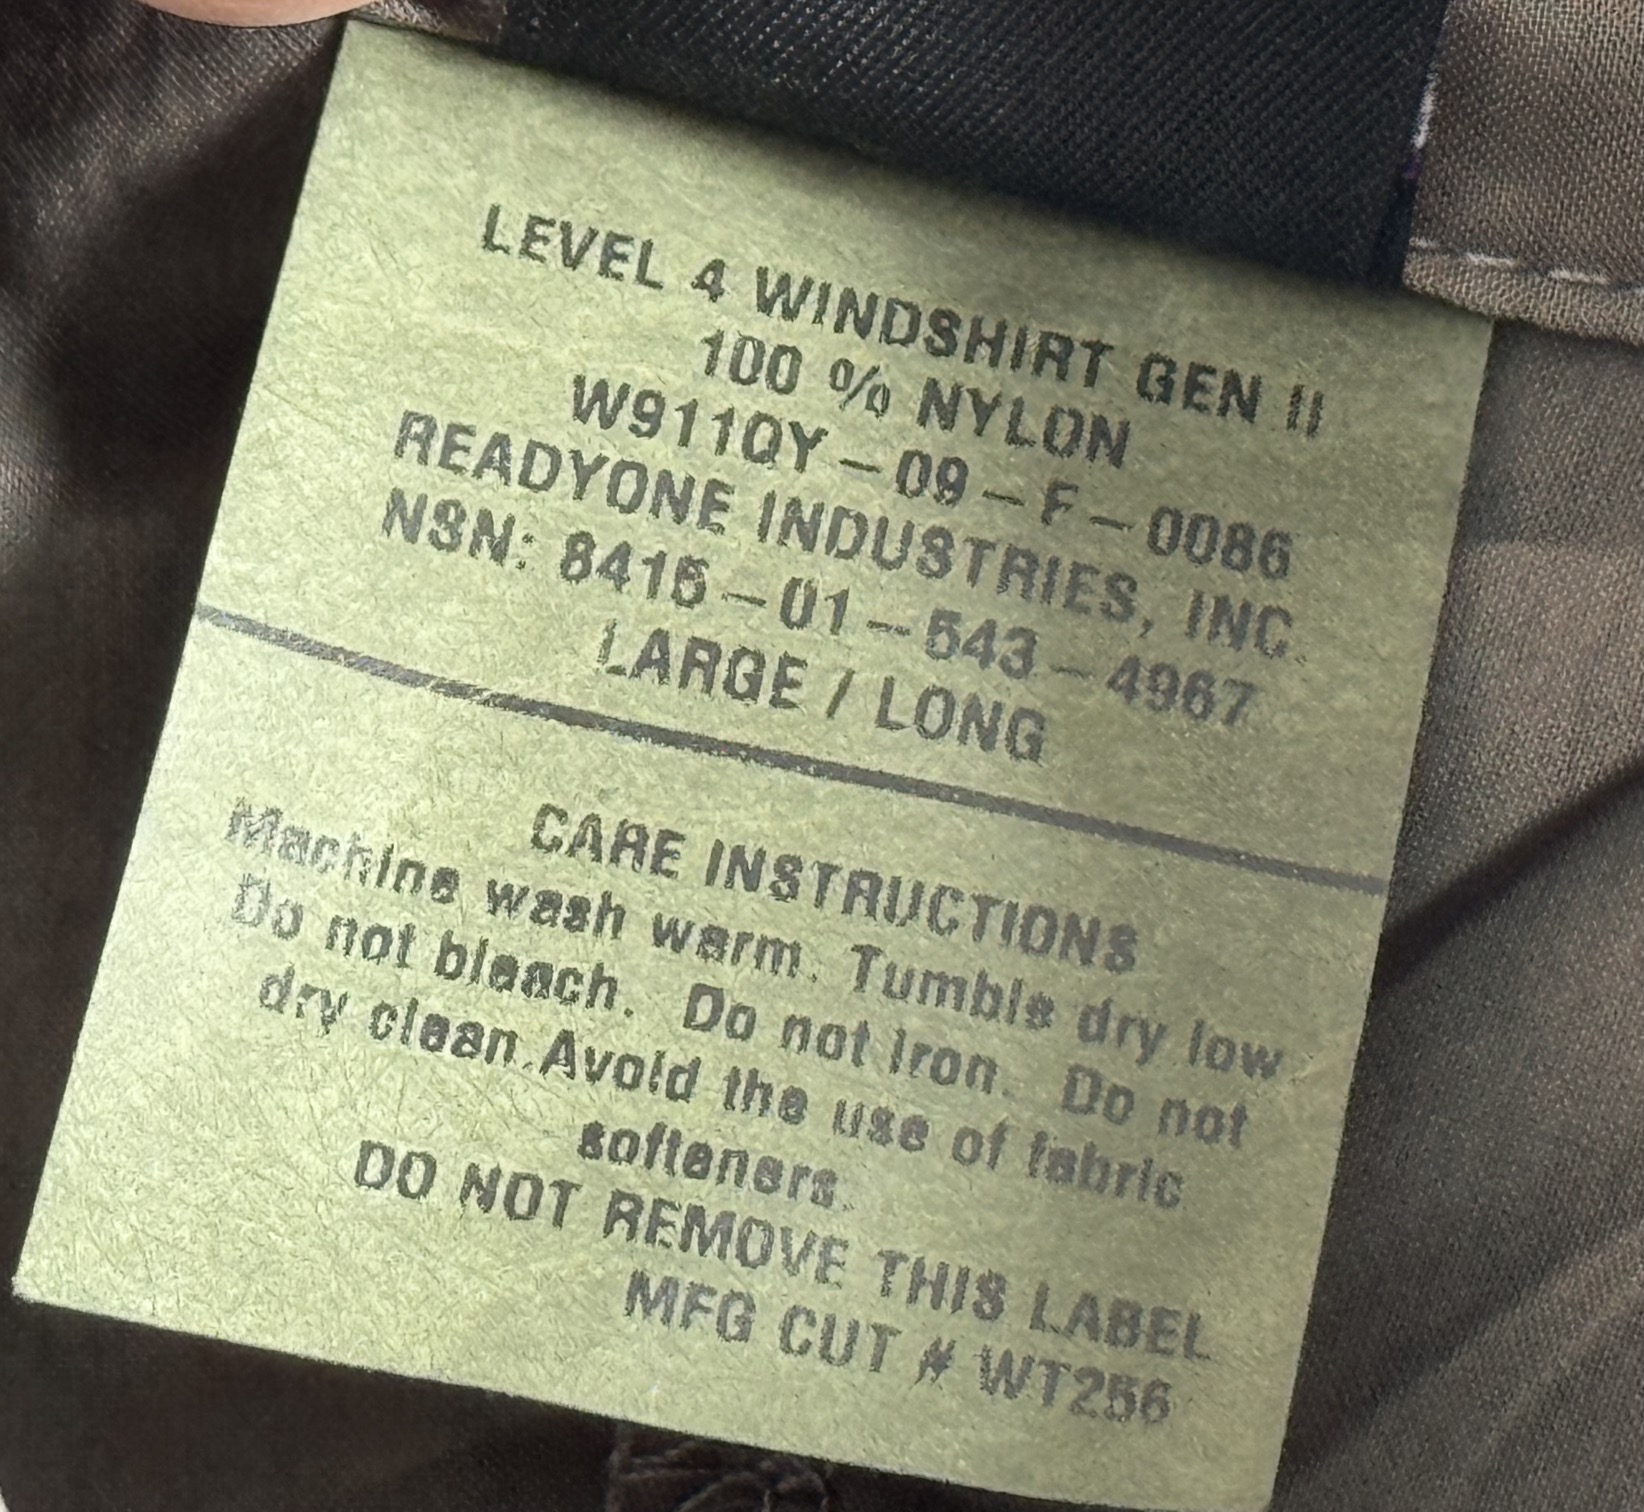 LEVEL 4 WINDSHIRT GEN II
100 % NYLON
W911QY – 09 – F – 0086
READYONE INDUSTRIES, INC.
NSN: 8415 – 01 – 543 – 4967
LARGE / LONG
CARE INSTRUCTIONS
Machine wash warm. Tumble dry low
Do not bleach. Do not iron. Do not
dry clean.Avoid the use of fabric
softeners.
DO NOT REMOVE THIS LABEL
MFG CUT # WT256